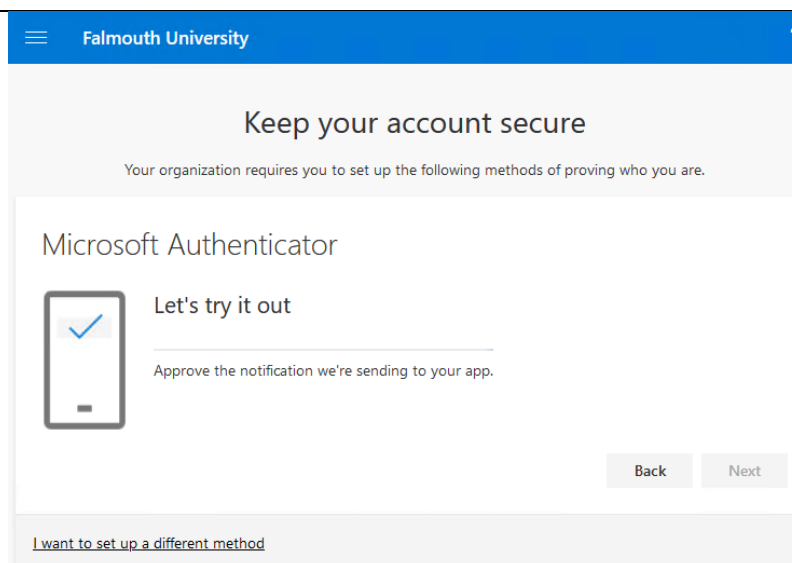 Falmouth University
Keep your account secure
Your organization requires you to set up the following methods of proving who you are.
Microsoft Authenticator
Let's try it out
Approve the notification we're sending to your app.
Back Next
I want to set up a different method